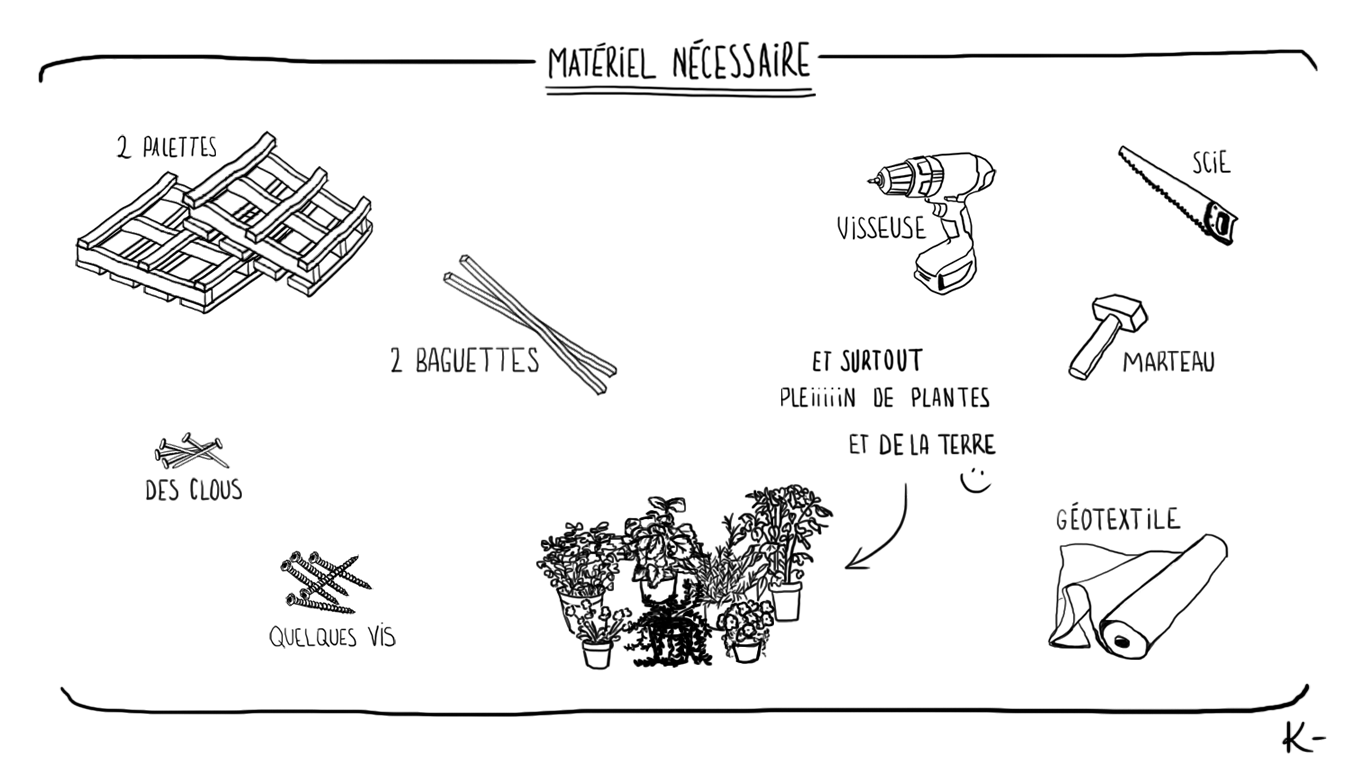 MATÉRIEL NÉCESSAIRE
2 PALETTES
VISSEUSE
SCiE
2 BAGUETTES
MARTEAU
ET SURTOUT
PLEiiiiiN DE PLANTES
ET DE LA TERRE
DES CLOUS
GÉOTEXTiLE
QUELQUES ViS
K-